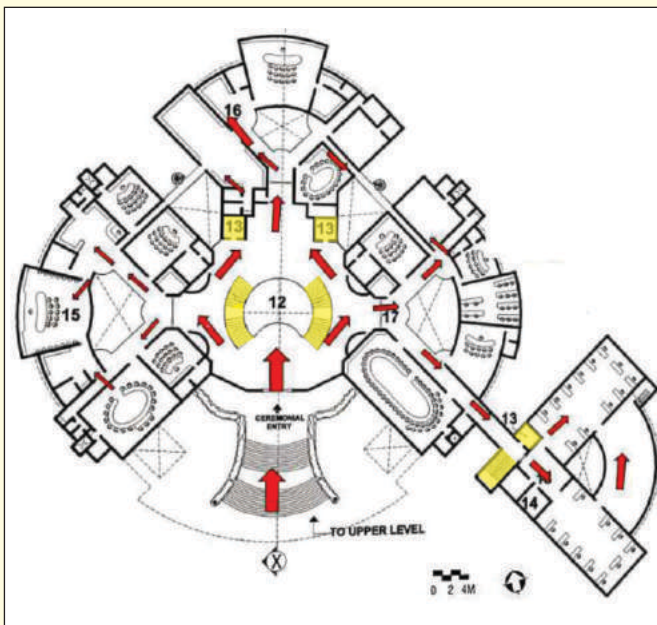 16
13
13
12
15
17
CEREMONIAL
ENTRY
13
14
TO UPPER LEVEL
X
0 2 4M